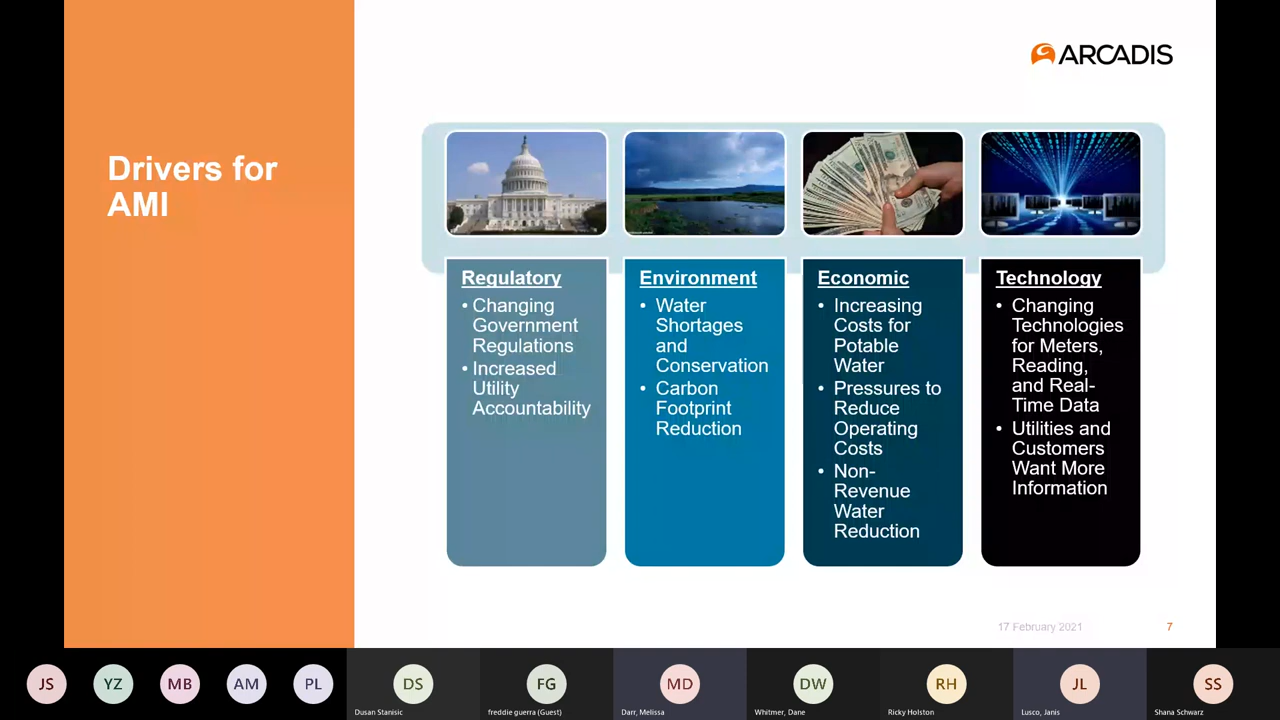 ARCADIS
Drivers for
AMI
Regulatory
• Changing
Government
Regulations
• Increased
Utility
Accountability
Environment
• Water
Shortages
and
Conservation
• Carbon
Footprint
Reduction
Economic
• Increasing
Costs for
Potable
Water
• Pressures to
Reduce
Operating
Costs
• Non-
Revenue
Water
Reduction
Technology
• Changing
Technologies
for Meters,
Reading,
and Real-
Time Data
• Utilities and
Customers
Want More
Information
17 February 2021
7
JS
YZ
MB
AM
PL
DS
FG
MD
DW
RH
JL
SS
Dusan Stanisic
freddie guerra (Guest)
Darr, Melissa
Whitmer, Dane
Ricky Holston
Lusco, Janis
Shana Schwarz